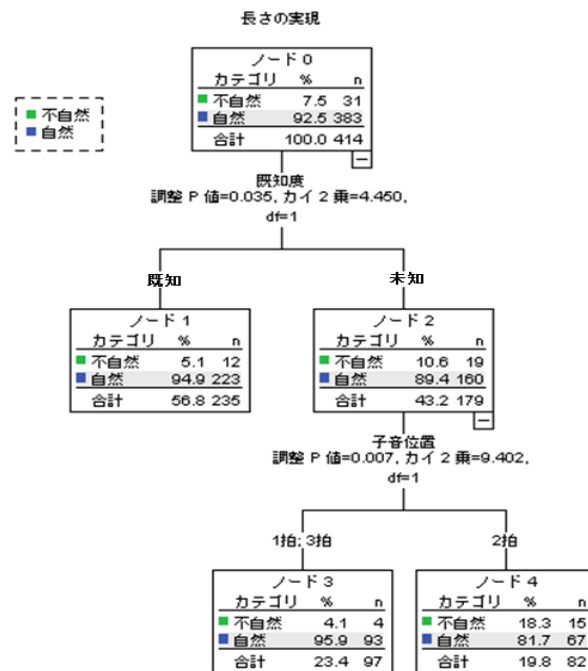 長さの実現
不自然
自然
ノード 0
カテゴリ % n
不自然 7.5 31
自然 92.5 383
合計 100.0 414
既知度
調整 P 値=0.035, カイ 2 乗=4.450,
df=1
既知
未知
ノード 1
カテゴリ % n
不自然 5.1 12
自然 94.9 223
合計 56.8 235
ノード 2
カテゴリ % n
不自然 10.6 19
自然 89.4 160
合計 43.2 179
子音位置
調整 P 値=0.007, カイ 2 乗=9.402,
df=1
1拍; 3拍
2拍
ノード 3
カテゴリ % n
不自然 4.1 4
自然 95.9 93
合計 23.4 97
ノード 4
カテゴリ % n
不自然 18.3 15
自然 81.7 67
合計 19.8 82